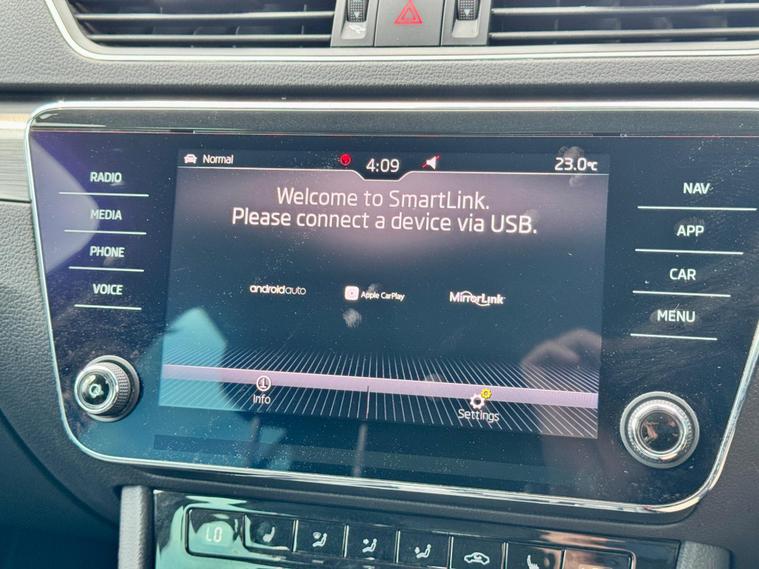 Normal
4:09
23.0°C
RADIO
MEDIA
PHONE
VOICE
Welcome to SmartLink.
Please connect a device via USB.
androidauto
Apple CarPlay
MirrorLink
Info
Settings
NAV
APP
CAR
MENU
LO